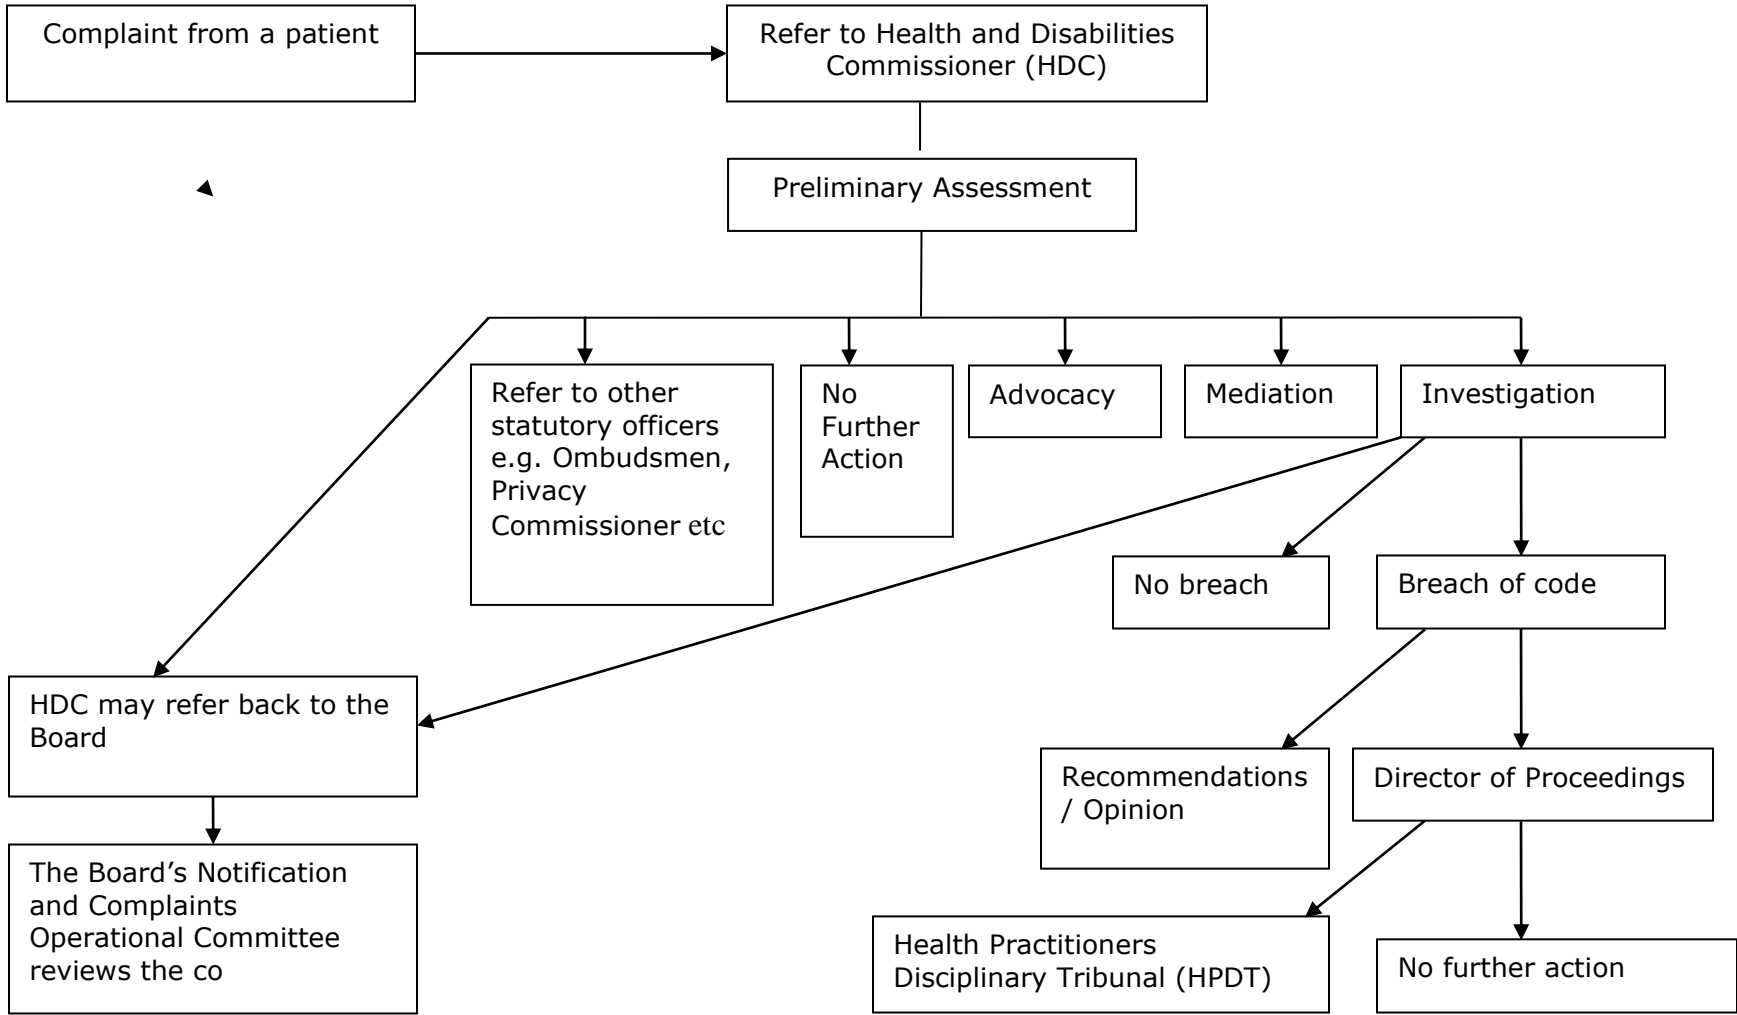 Complaint from a patient
Refer to Health and Disabilities
Commissioner (HDC)
Preliminary Assessment
Refer to other
statutory officers
e.g. Ombudsmen,
Privacy
Commissioner etc
No
Further
Action
Advocacy
Mediation
Investigation
No breach
Breach of code
HDC may refer back to the
Board
Recommendations
/ Opinion
Director of Proceedings
The Board’s Notification
and Complaints
Operational Committee
reviews the co
Health Practitioners
Disciplinary Tribunal (HPDT)
No further action